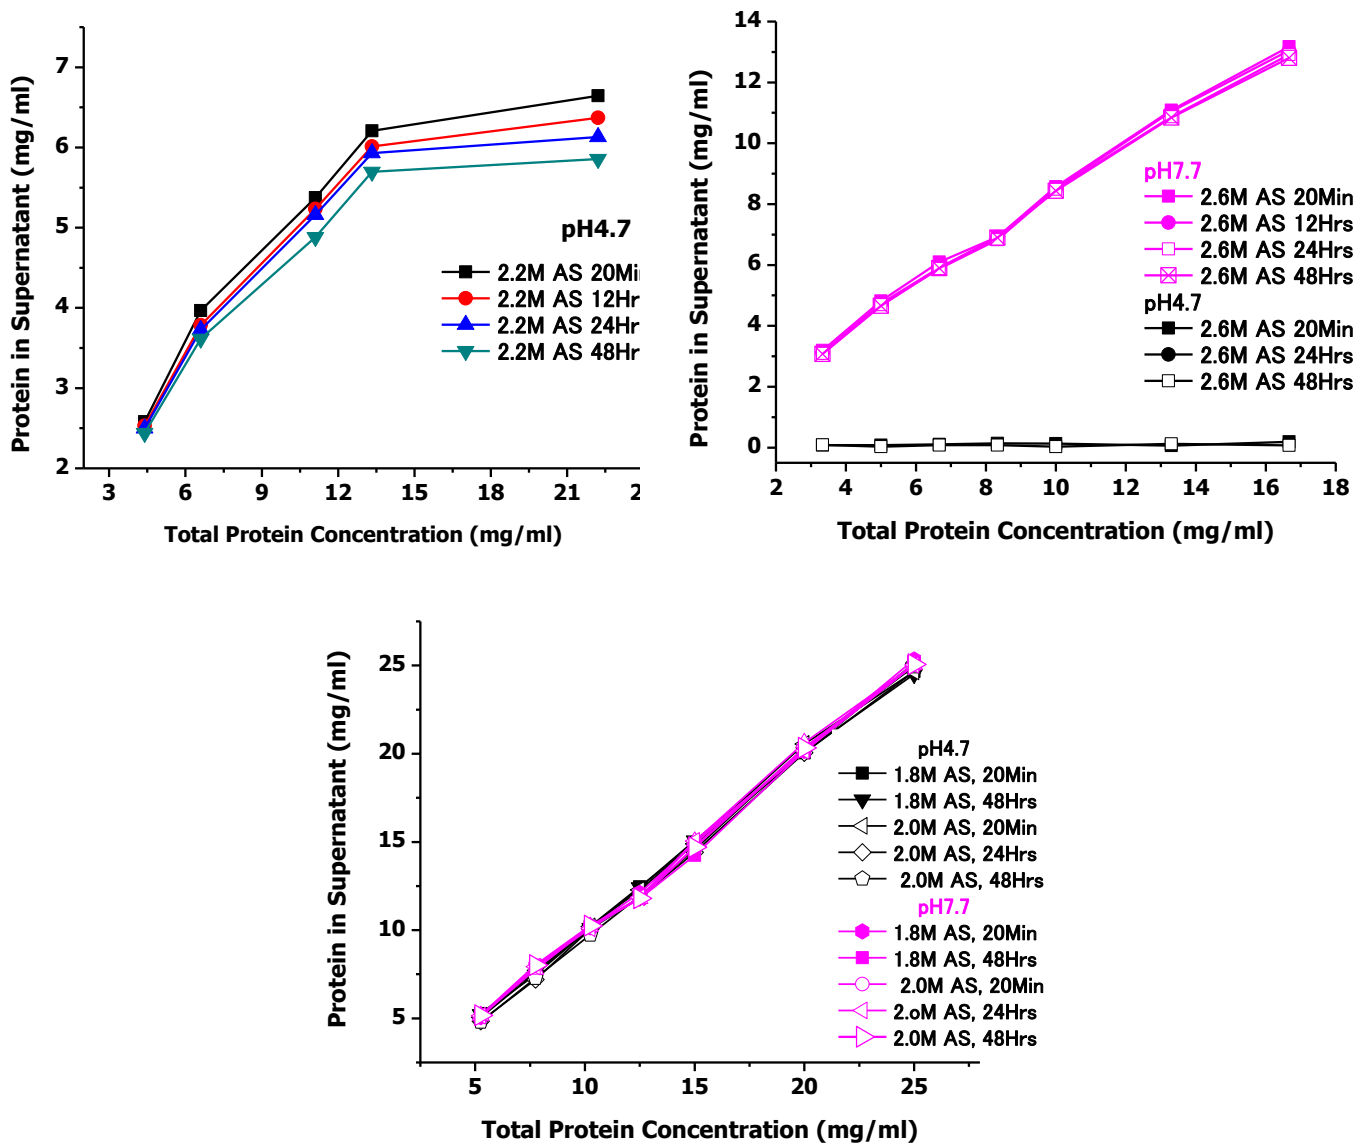 7
6
5
4
3
2
Protein in Supernatant (mg/ml)
pH4.7
2.2M AS 20Mi
2.2M AS 12Hr
2.2M AS 24Hr
2.2M AS 48Hr
3 6 9 12 15 18 21 2
Total Protein Concentration (mg/ml)
14
12
10
8
6
4
2
0
Protein in Supernatant (mg/ml)
pH7.7
2.6M AS 20Min
2.6M AS 12Hrs
2.6M AS 24Hrs
2.6M AS 48Hrs
pH4.7
2.6M AS 20Min
2.6M AS 24Hrs
2.6M AS 48Hrs
2 4 6 8 10 12 14 16 18
Total Protein Concentration (mg/ml)
25
20
15
10
5
Protein in Supernatant (mg/ml)
pH4.7
1.8M AS, 20Min
1.8M AS, 48Hrs
2.0M AS, 20Min
2.0M AS, 24Hrs
2.0M AS, 48Hrs
pH7.7
1.8M AS, 20Min
1.8M AS, 48Hrs
2.0M AS, 20Min
2.oM AS, 24Hrs
2.0M AS, 48Hrs
5 10 15 20 25
Total Protein Concentration (mg/ml)